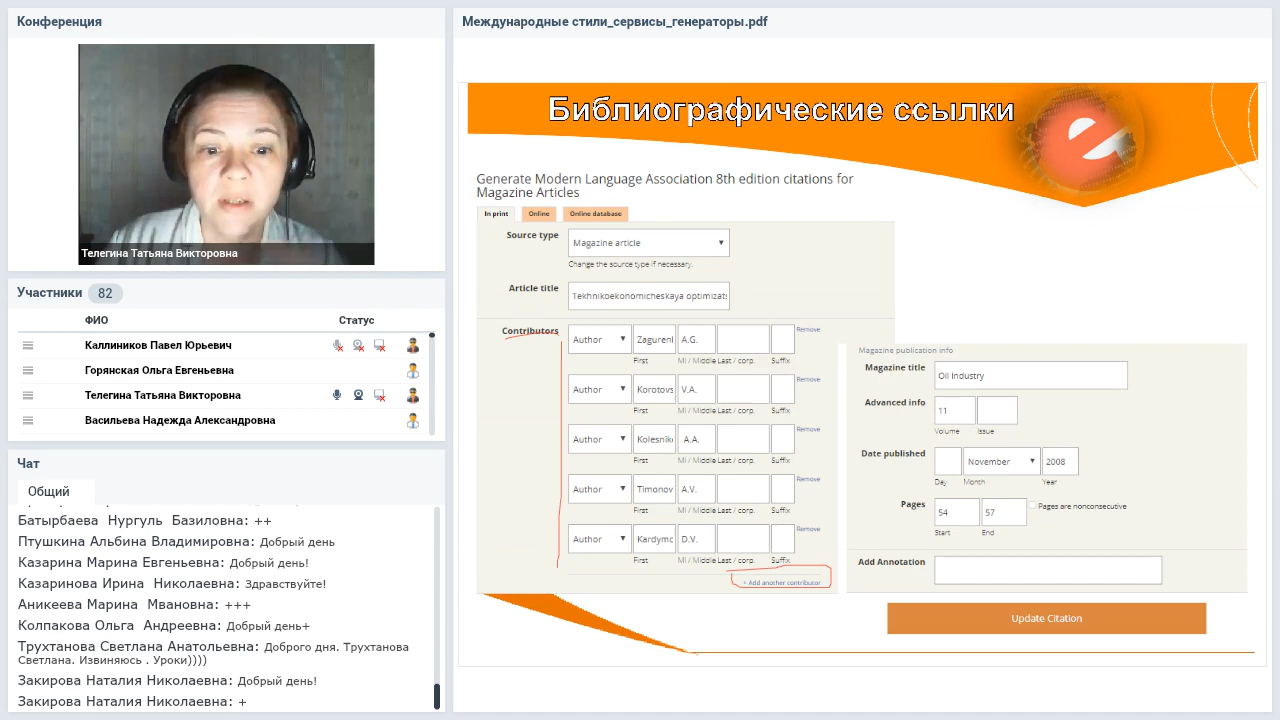 Конференция
Телегина Татьяна Викторовна
Участники 82
ФИО Статус
Каллиников Павел Юрьевич
Горянская Ольга Евгеньевна
Телегина Татьяна Викторовна
Васильева Надежда Александровна
Чат
Общий
Батырбаева Нургуль Базиловна: ++
Птушкина Альбина Владимировна: Добрый день
Казарина Марина Евгеньевна: Добрый день!
Казаринова Ирина Николаевна: Здравствуйте!
Аникеева Марина Мвановна: +++
Колпакова Ольга Андреевна: Добрый день+
Трухтанова Светлана Анатольевна: Доброго дня. Трухтанова
Светлана. Извиняюсь . Уроки))))
Закирова Наталия Николаевна: Добрый день!
Закирова Наталия Николаевна: +
Международные стили_сервисы_генераторы.pdf
Библиографические ссылки
Generate Modern Language Association 8th edition citations for
Magazine Articles
In print Online Online database
Source type Magazine article
Change the source type if necessary.
Article title Tekhnikoekonomicheskaya optimizat
Contributors Author Zagureni A.G. Remove
First MI / Middle Last / corp. Suffix
Author Korotovs V.A. Remove
First MI / Middle Last / corp. Suffix
Author Kolesnik A.A. Remove
First MI / Middle Last / corp. Suffix
Author Timonov A.V. Remove
First MI / Middle Last / corp. Suffix
Author Kardymo D.V. Remove
First MI / Middle Last / corp. Suffix
+ Add another contributor
Magazine publication info
Magazine title Oil Industry
Advanced info 11
Volume Issue
Date published November 2008
Day Month Year
Pages 54 57 Pages are nonconsecutive
Start End
Add Annotation
Update Citation